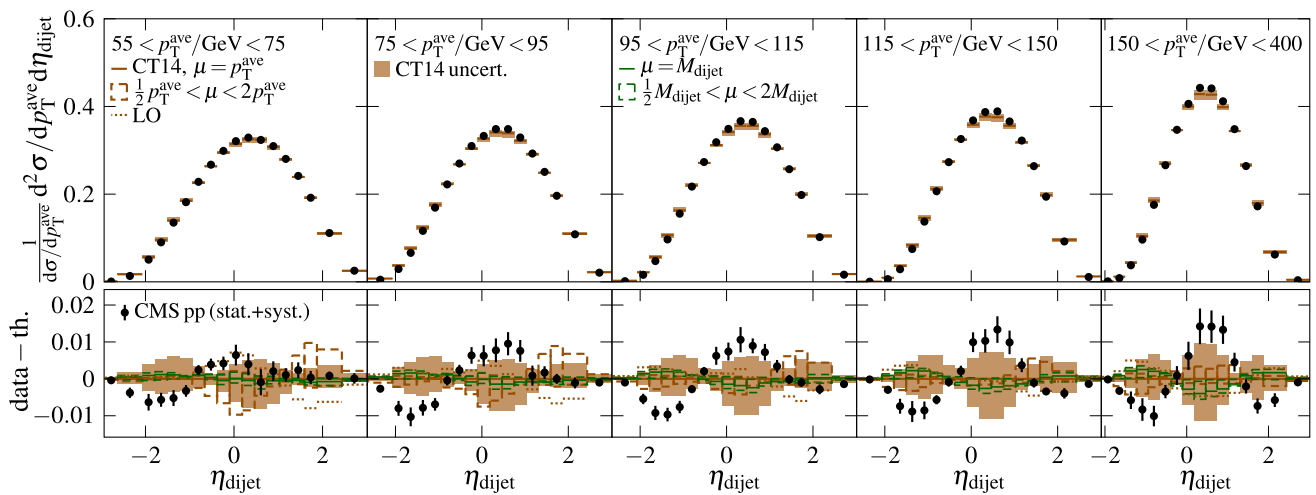 1/(dσ/dp_T^ave) d²σ/dp_T^ave dη_dijet
0.6
0.4
0.2
0
55 < p_T^ave/GeV < 75
CT14, μ = p_T^ave
½ p_T^ave < μ < 2p_T^ave
LO
75 < p_T^ave/GeV < 95
CT14 uncert.
95 < p_T^ave/GeV < 115
μ = M_dijet
½ M_dijet < μ < 2M_dijet
115 < p_T^ave/GeV < 150
150 < p_T^ave/GeV < 400
data − th.
0.02
0.01
0
−0.01
CMS pp (stat.+syst.)
−2 0 2 −2 0 2 −2 0 2 −2 0 2 −2 0 2
η_dijet η_dijet η_dijet η_dijet η_dijet